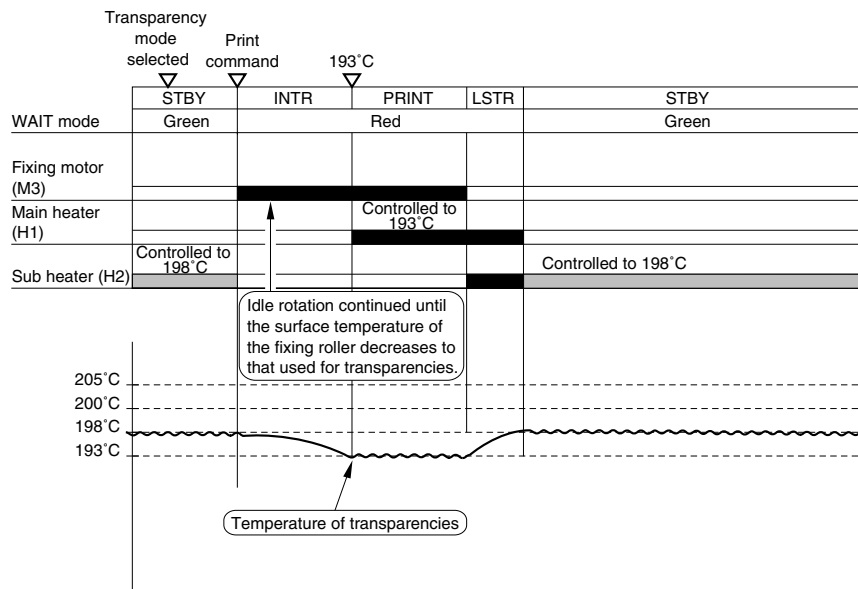 Transparency
mode
selected
Print
command
193˚C
STBY INTR PRINT LSTR STBY
WAIT mode Green Red Green
Fixing motor
(M3)
Main heater
(H1)
Controlled to
193˚C
Controlled to
198˚C
Sub heater (H2)
Controlled to 198˚C
Idle rotation continued until
the surface temperature of
the fixing roller decreases to
that used for transparencies.
205˚C
200˚C
198˚C
193˚C
Temperature of transparencies